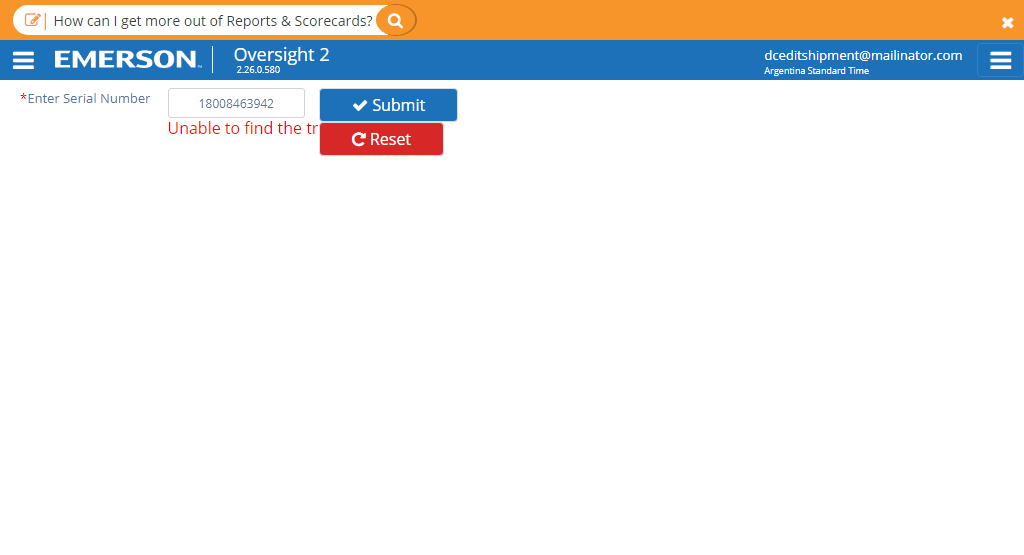 How can I get more out of Reports & Scorecards?
EMERSON™ Oversight 2
2.26.0.580
dceditshipment@mailinator.com
Argentina Standard Time
*Enter Serial Number
18008463942
Submit
Unable to find the tr
Reset